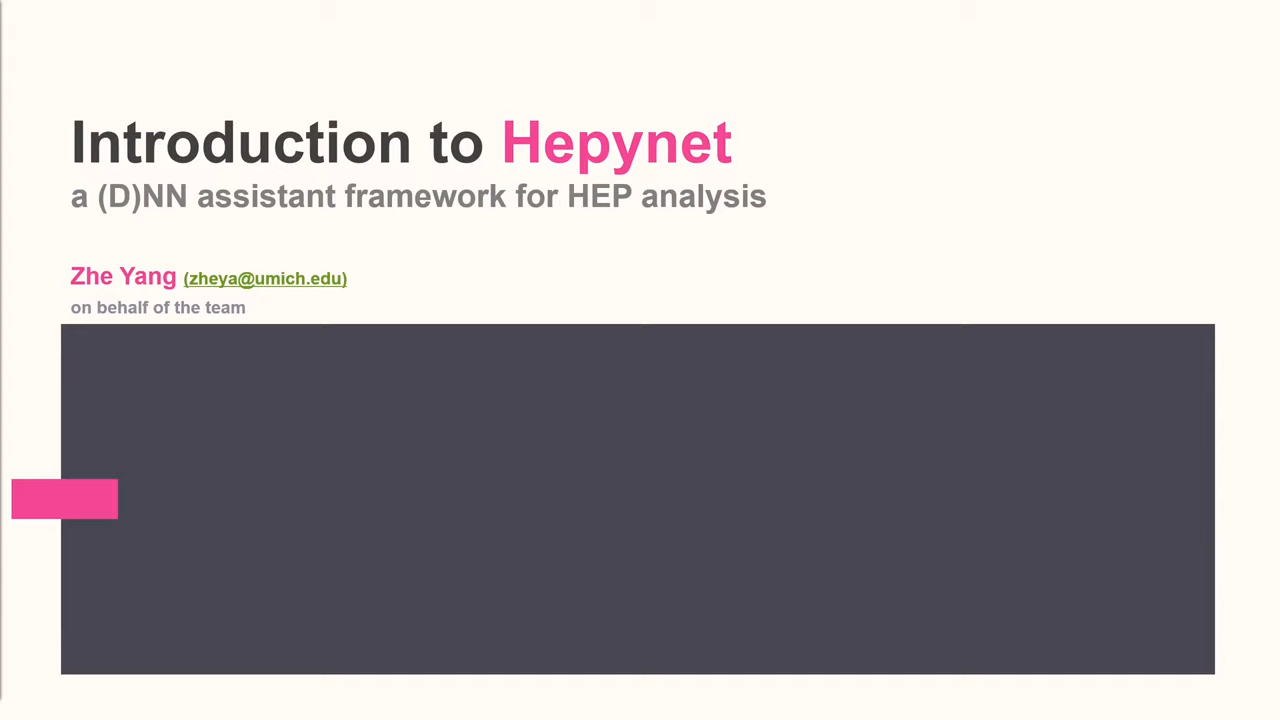 Introduction to Hepynet
a (D)NN assistant framework for HEP analysis
Zhe Yang (zheya@umich.edu)
on behalf of the team